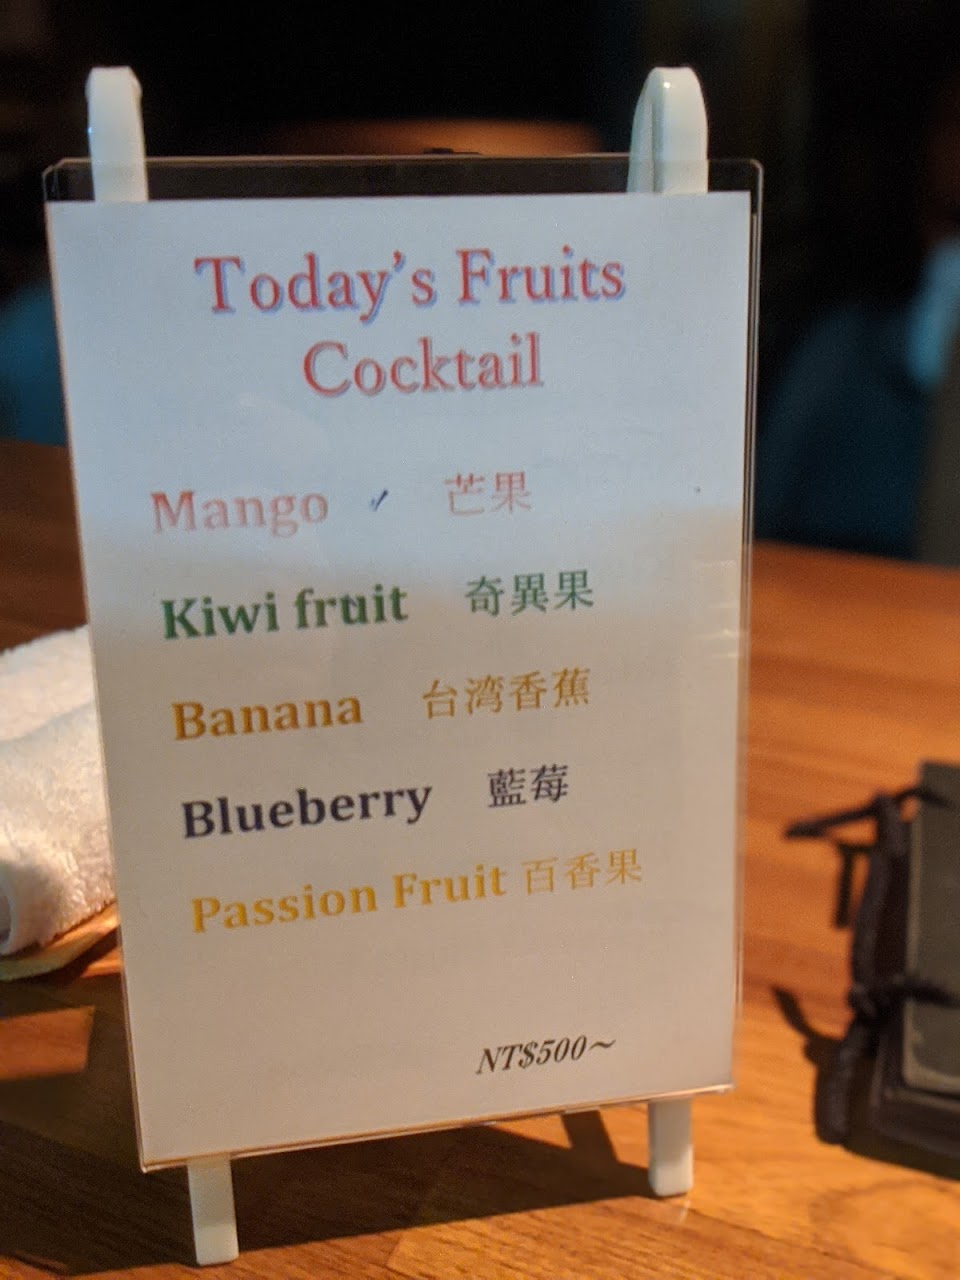 Today's Fruits
Cocktail
Mango 芒果
Kiwi fruit 奇異果
Banana 台湾香蕉
Blueberry 藍莓
Passion Fruit 百香果
NT$500～